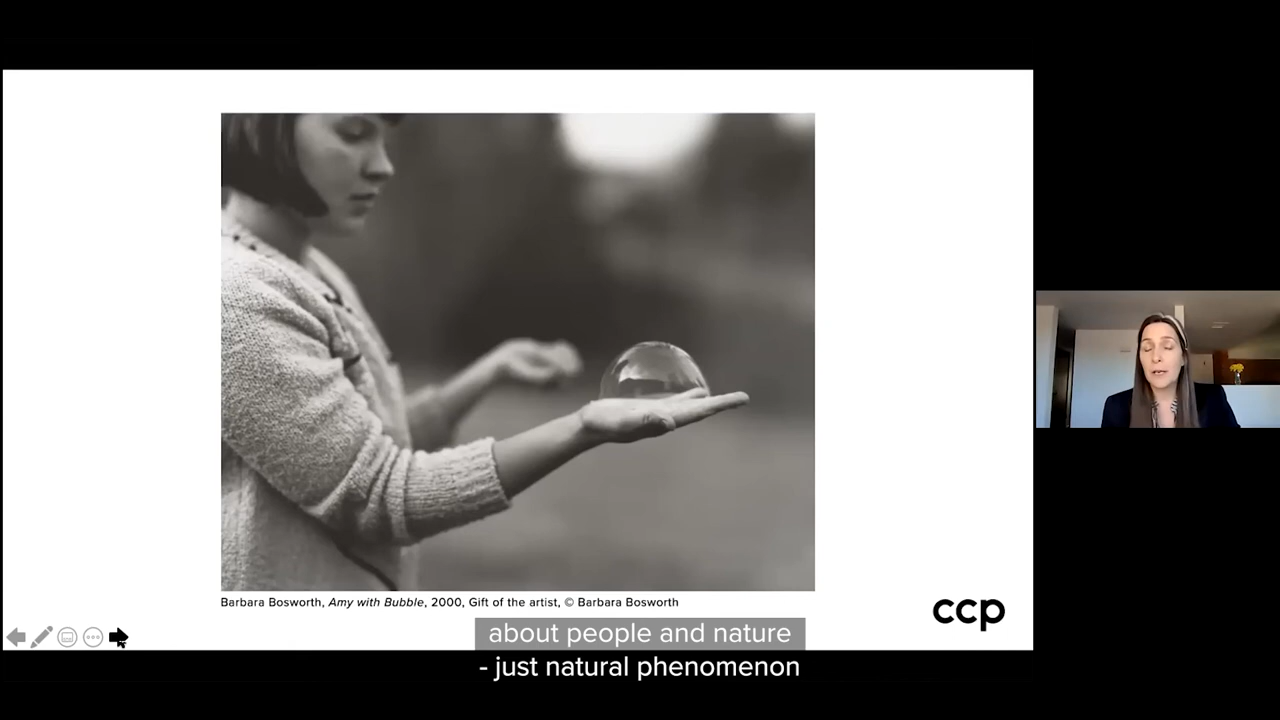 Barbara Bosworth, Amy with Bubble, 2000, Gift of the artist, © Barbara Bosworth
ccp
about people and nature
- just natural phenomenon